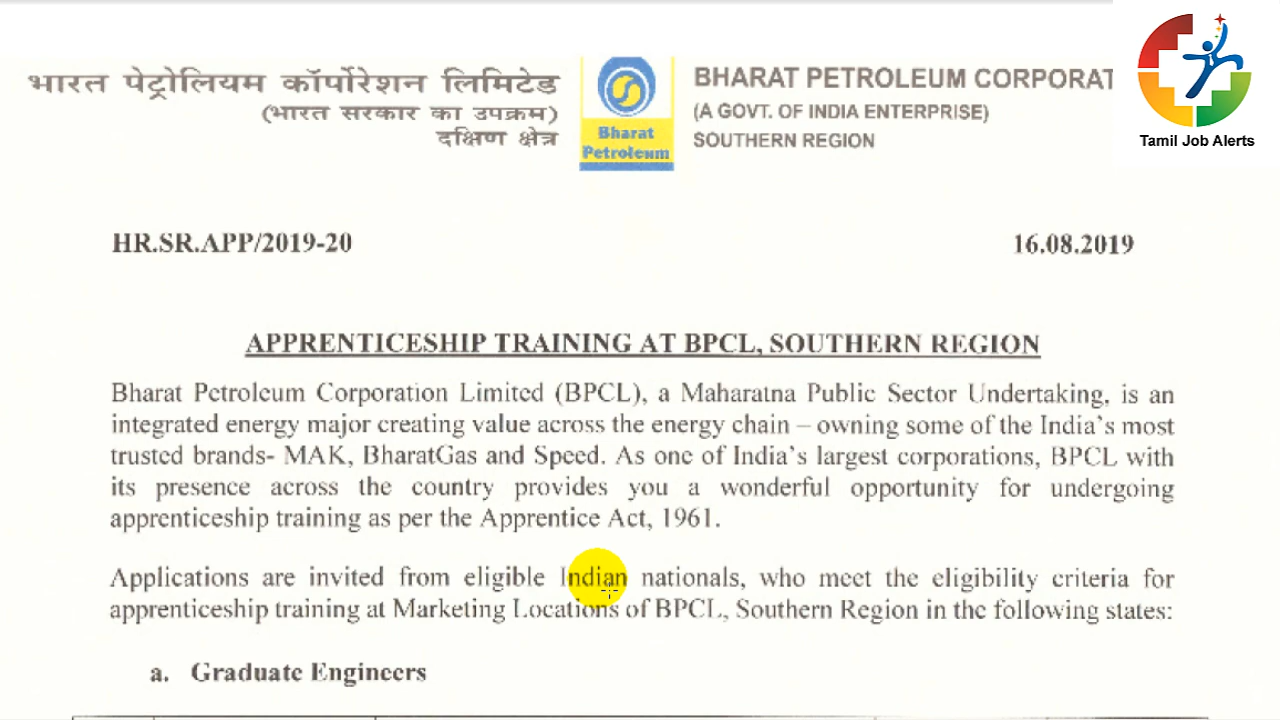 भारत पेट्रोलियम कॉर्पोरेशन लिमिटेड
(भारत सरकार का उपक्रम)
दक्षिण क्षेत्र
Bharat
Petroleum
BHARAT PETROLEUM CORPORAT
(A GOVT. OF INDIA ENTERPRISE)
SOUTHERN REGION
Tamil Job Alerts
HR.SR.APP/2019-20
16.08.2019
APPRENTICESHIP TRAINING AT BPCL, SOUTHERN REGION
Bharat Petroleum Corporation Limited (BPCL), a Maharatna Public Sector Undertaking, is an
integrated energy major creating value across the energy chain – owning some of the India's most
trusted brands- MAK, BharatGas and Speed. As one of India's largest corporations, BPCL with
its presence across the country provides you a wonderful opportunity for undergoing
apprenticeship training as per the Apprentice Act, 1961.
Applications are invited from eligible Indian nationals, who meet the eligibility criteria for
apprenticeship training at Marketing Locations of BPCL, Southern Region in the following states:
a. Graduate Engineers